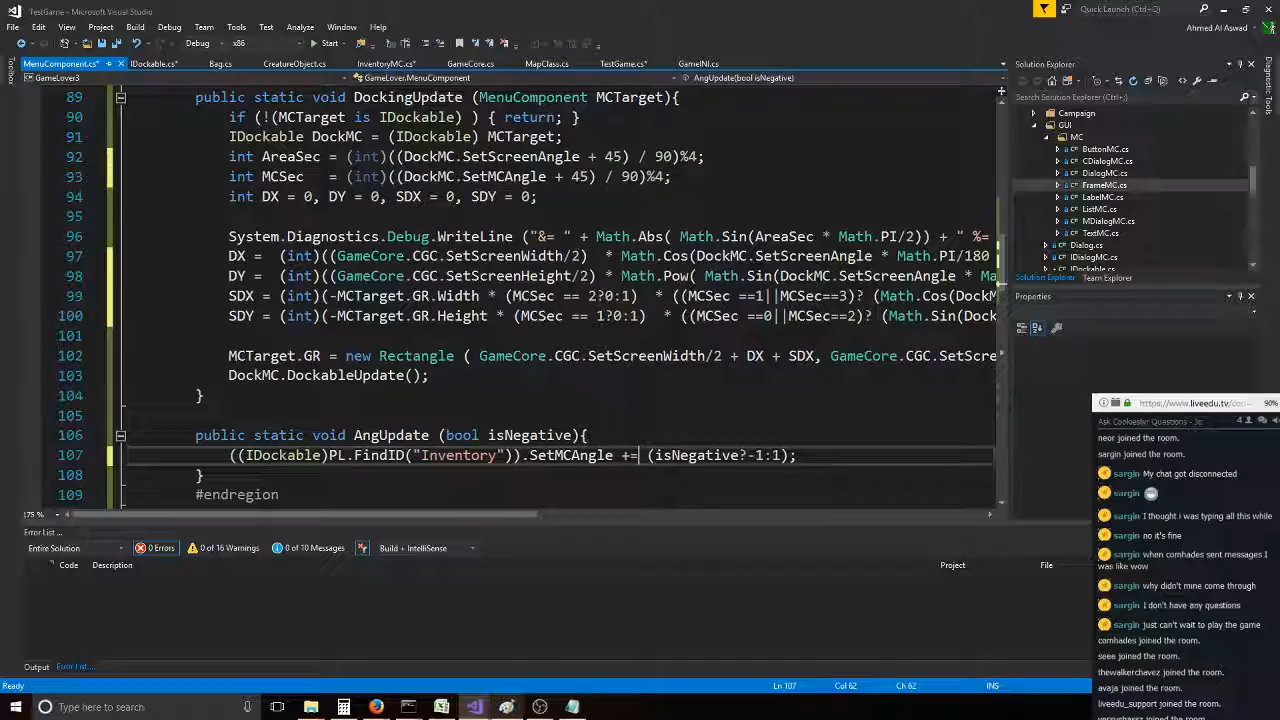 TestGame - Microsoft Visual Studio
Quick Launch (Ctrl+Q)
File Edit View Project Build Debug Team Tools Test Analyze Window Help
Ahmed Al Aswad
Debug x86 Start
Toolbox
MenuComponent.cs* IDockable.cs* Bag.cs CreatureObject.cs InventoryMC.cs* GameCore.cs MapClass.cs TestGame.cs* GameINI.cs
GameLover3 GameLover.MenuComponent AngUpdate(bool isNegative)
89 public static void DockingUpdate (MenuComponent MCTarget){
90 if (!(MCTarget is IDockable) ) { return; }
91 IDockable DockMC = (IDockable) MCTarget;
92 int AreaSec = (int)((DockMC.SetScreenAngle + 45) / 90)%4;
93 int MCSec = (int)((DockMC.SetMCAngle + 45) / 90)%4;
94 int DX = 0, DY = 0, SDX = 0, SDY = 0;
95
96 System.Diagnostics.Debug.WriteLine ("&= " + Math.Abs( Math.Sin(AreaSec * Math.PI/2)) + " %=
97 DX = (int)((GameCore.CGC.SetScreenWidth/2) * Math.Cos(DockMC.SetScreenAngle * Math.PI/180
98 DY = (int)((GameCore.CGC.SetScreenHeight/2) * Math.Pow( Math.Sin(DockMC.SetScreenAngle * Ma
99 SDX = (int)(-MCTarget.GR.Width * (MCSec == 2?0:1) * ((MCSec ==1||MCSec==3)? (Math.Cos(DockM
100 SDY = (int)(-MCTarget.GR.Height * (MCSec == 1?0:1) * ((MCSec ==0||MCSec==2)? (Math.Sin(Dock
101
102 MCTarget.GR = new Rectangle ( GameCore.CGC.SetScreenWidth/2 + DX + SDX, GameCore.CGC.SetScre
103 DockMC.DockableUpdate();
104 }
105
106 public static void AngUpdate (bool isNegative){
107 ((IDockable)PL.FindID("Inventory")).SetMCAngle += (isNegative?-1:1);
108 }
109 #endregion
175 %
Solution Explorer
Search Solution Explorer (Ctrl+;)
Campaign
GUI
MC
ButtonMC.cs
CDialogMC.cs
DialogMC.cs
FrameMC.cs
LabelMC.cs
ListMC.cs
MDialogMC.cs
TextMC.cs
Dialog.cs
IDockable.cs
Solution Explorer Team Explorer
Properties
Diagnostic Tools
Error List ...
Entire Solution 0 Errors 0 of 16 Warnings 0 of 10 Messages Build + IntelliSense
Code Description Project File
Output Error List ...
Ready Ln 107 Col 62 Ch 62 INS
Type here to search
https://www.liveedu.tv/
90%
Ask Cookieslwr Questions - Jo
neor joined the room.
sargin joined the room.
sargin My chat got disconnected
sargin
sargin I thought i was typing all this while
sargin no it's fine
sargin when comhades sent messages I
was like wow
sargin why didn't mine come through
sargin I don't have any questions
sargin just can't wait to play the game
comhades joined the room.
seee joined the room.
thewalkerchavez joined the room.
avaja joined the room.
liveedu_support joined the room.